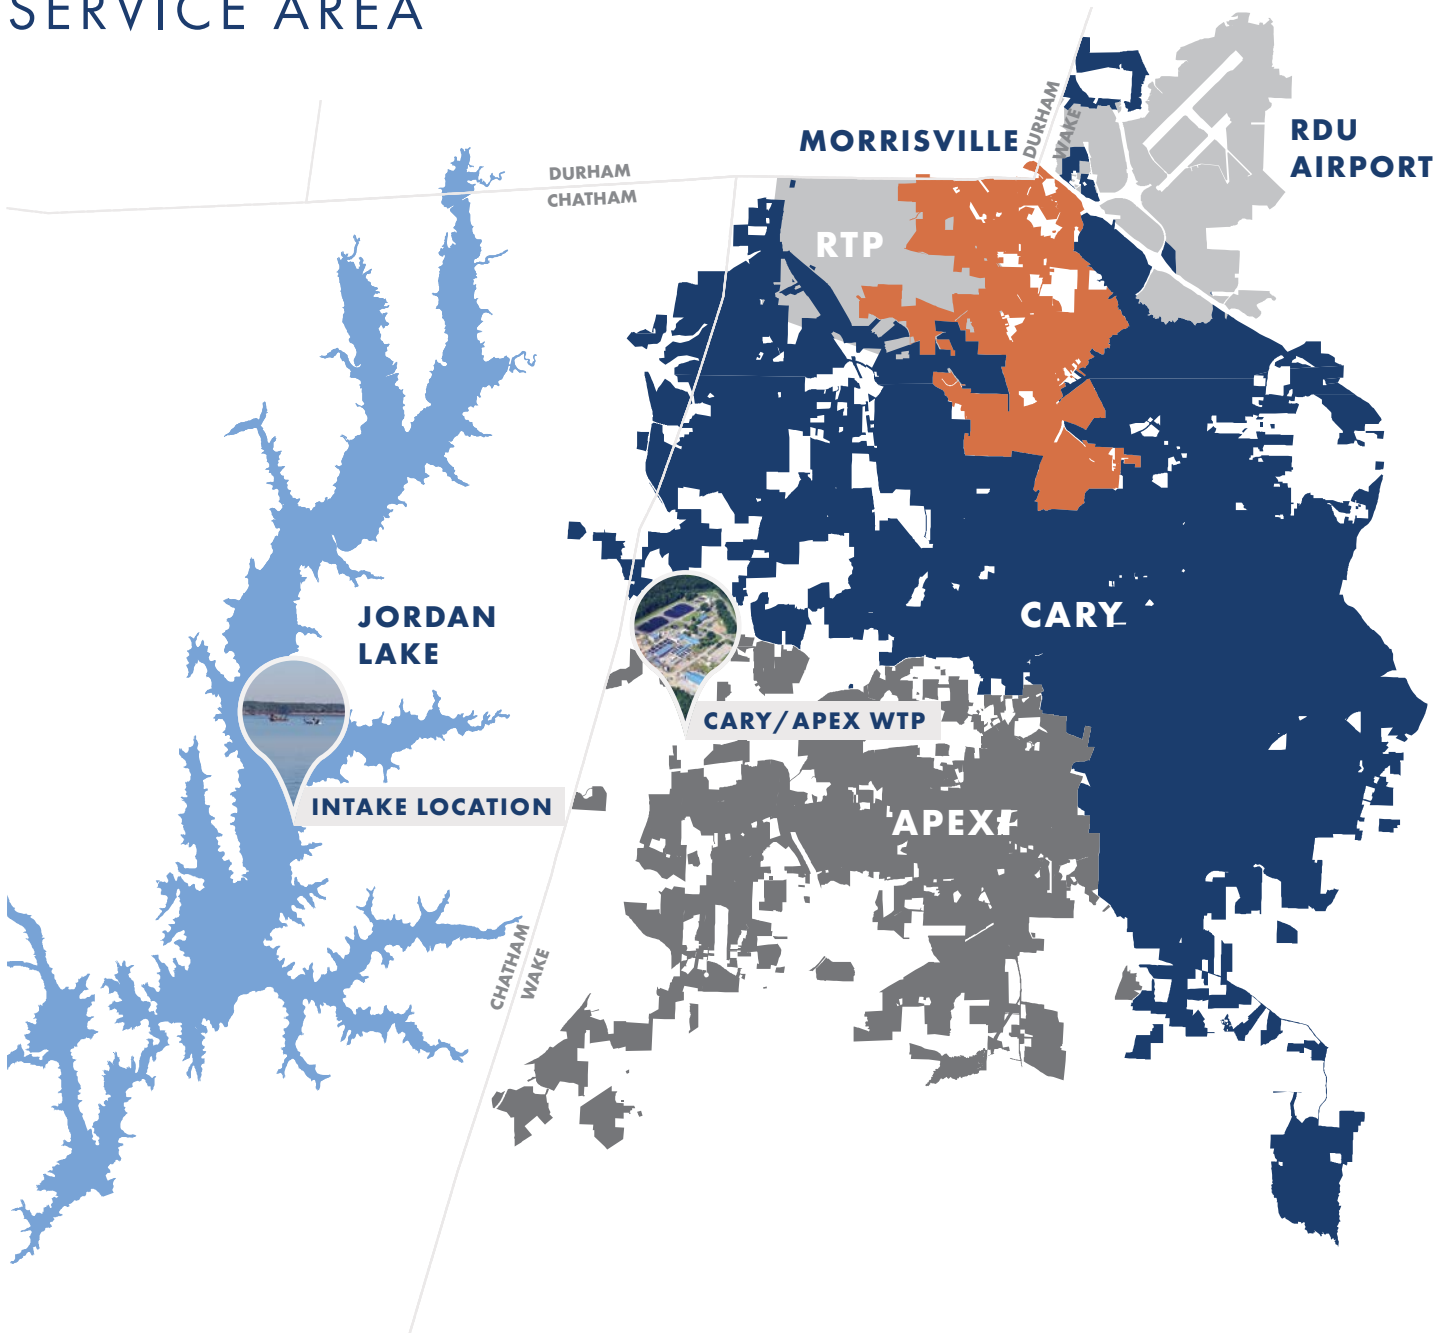 SERVICE AREA
DURHAM
WAKE
MORRISVILLE
RDU
AIRPORT
DURHAM
CHATHAM
RTP
JORDAN
LAKE
CARY
CARY/APEX WTP
INTAKE LOCATION
APEX
CHATHAM
WAKE